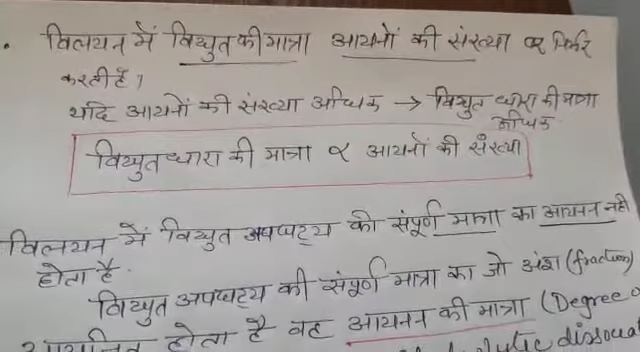 . विलयन में विद्युत की मात्रा आयनों की संख्या पर निर्भर
करती है।
यदि आयनों की संख्या अधिक → विद्युत धारा की मात्रा
अधिक
विद्युत धारा की मात्रा ∝ आयनों की संख्या
विलयन में विद्युत अपघट्य की संपूर्ण मात्रा का आयनन नही
होता है.
विद्युत अपघट्य की संपूर्ण मात्रा का जो अंश (fraction)
होता है वह आयनन की मात्रा (Degree o
dissocia